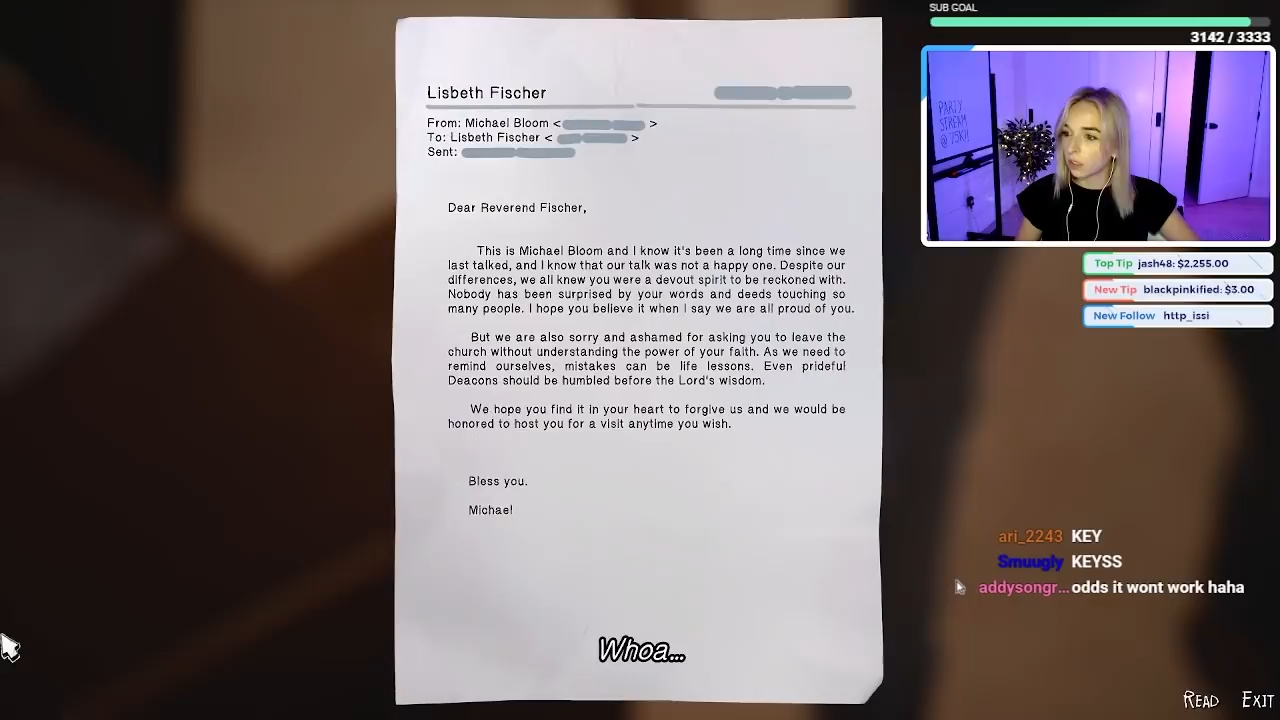 SUB GOAL
3142 / 3333
PARTY
STREAM
@ 75K!!
Top Tip jash48: $2,255.00
New Tip blackpinkified: $3.00
New Follow http_issi
Lisbeth Fischer
From: Michael Bloom < >
To: Lisbeth Fischer < >
Sent:
Dear Reverend Fischer,
This is Michael Bloom and I know it's been a long time since we
last talked, and I know that our talk was not a happy one. Despite our
differences, we all knew you were a devout spirit to be reckoned with.
Nobody has been surprised by your words and deeds touching so
many people. I hope you believe it when I say we are all proud of you.
But we are also sorry and ashamed for asking you to leave the
church without understanding the power of your faith. As we need to
remind ourselves, mistakes can be life lessons. Even prideful
Deacons should be humbled before the Lord's wisdom.
We hope you find it in your heart to forgive us and we would be
honored to host you for a visit anytime you wish.
Bless you.
Michael
Whoa...
ari_2243 KEY
Smuugly KEYSS
addysongr... odds it wont work haha
READ EXIT